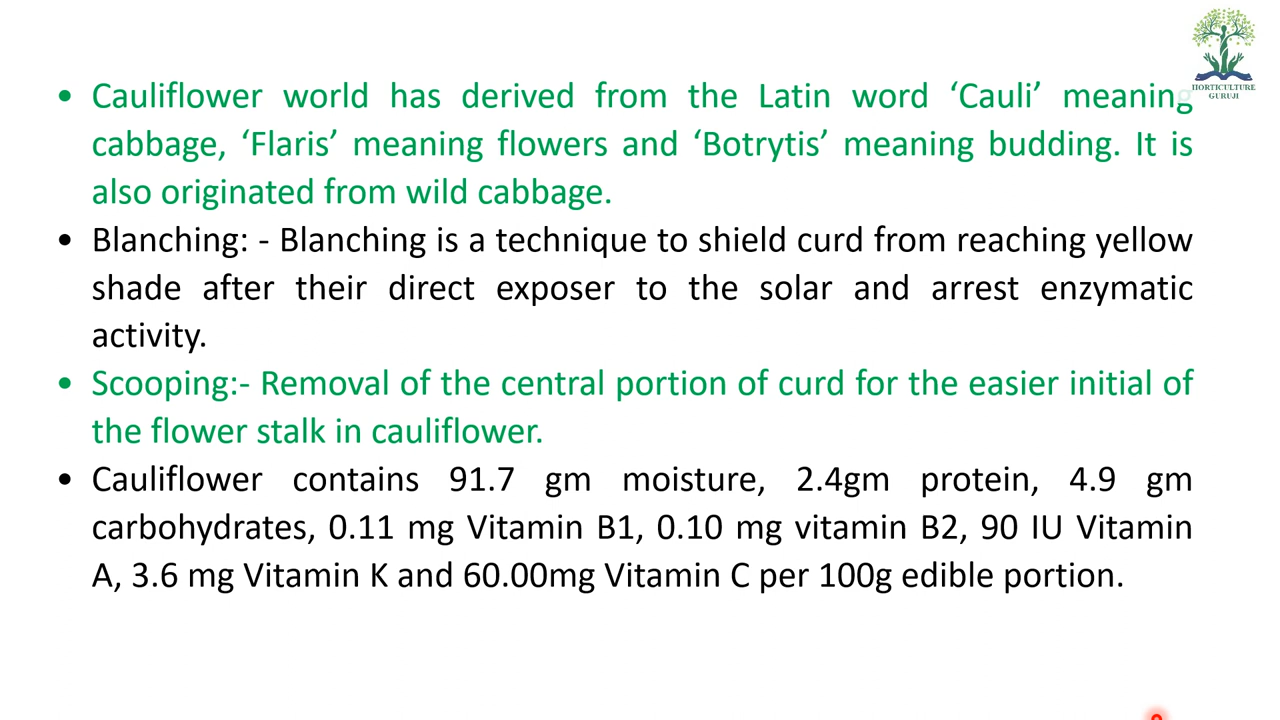 • Cauliflower world has derived from the Latin word ‘Cauli’ meaning
cabbage, ‘Flaris’ meaning flowers and ‘Botrytis’ meaning budding. It is
also originated from wild cabbage.
• Blanching: - Blanching is a technique to shield curd from reaching yellow
shade after their direct exposer to the solar and arrest enzymatic
activity.
• Scooping:- Removal of the central portion of curd for the easier initial of
the flower stalk in cauliflower.
• Cauliflower contains 91.7 gm moisture, 2.4gm protein, 4.9 gm
carbohydrates, 0.11 mg Vitamin B1, 0.10 mg vitamin B2, 90 IU Vitamin
A, 3.6 mg Vitamin K and 60.00mg Vitamin C per 100g edible portion.
HORTICULTURE
GURUJI